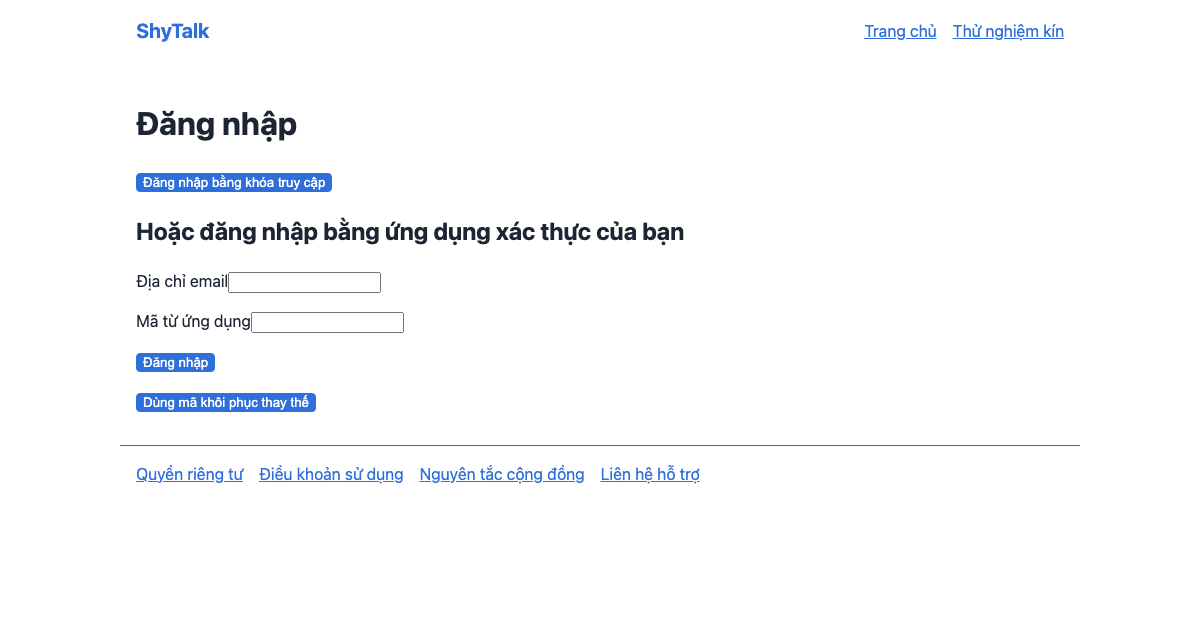 ShyTalk
Trang chủ Thử nghiệm kín
Đăng nhập
Đăng nhập bằng khóa truy cập
Hoặc đăng nhập bằng ứng dụng xác thực của bạn
Địa chỉ email
Mã từ ứng dụng
Đăng nhập
Dùng mã khôi phục thay thế
Quyền riêng tư Điều khoản sử dụng Nguyên tắc cộng đồng Liên hệ hỗ trợ